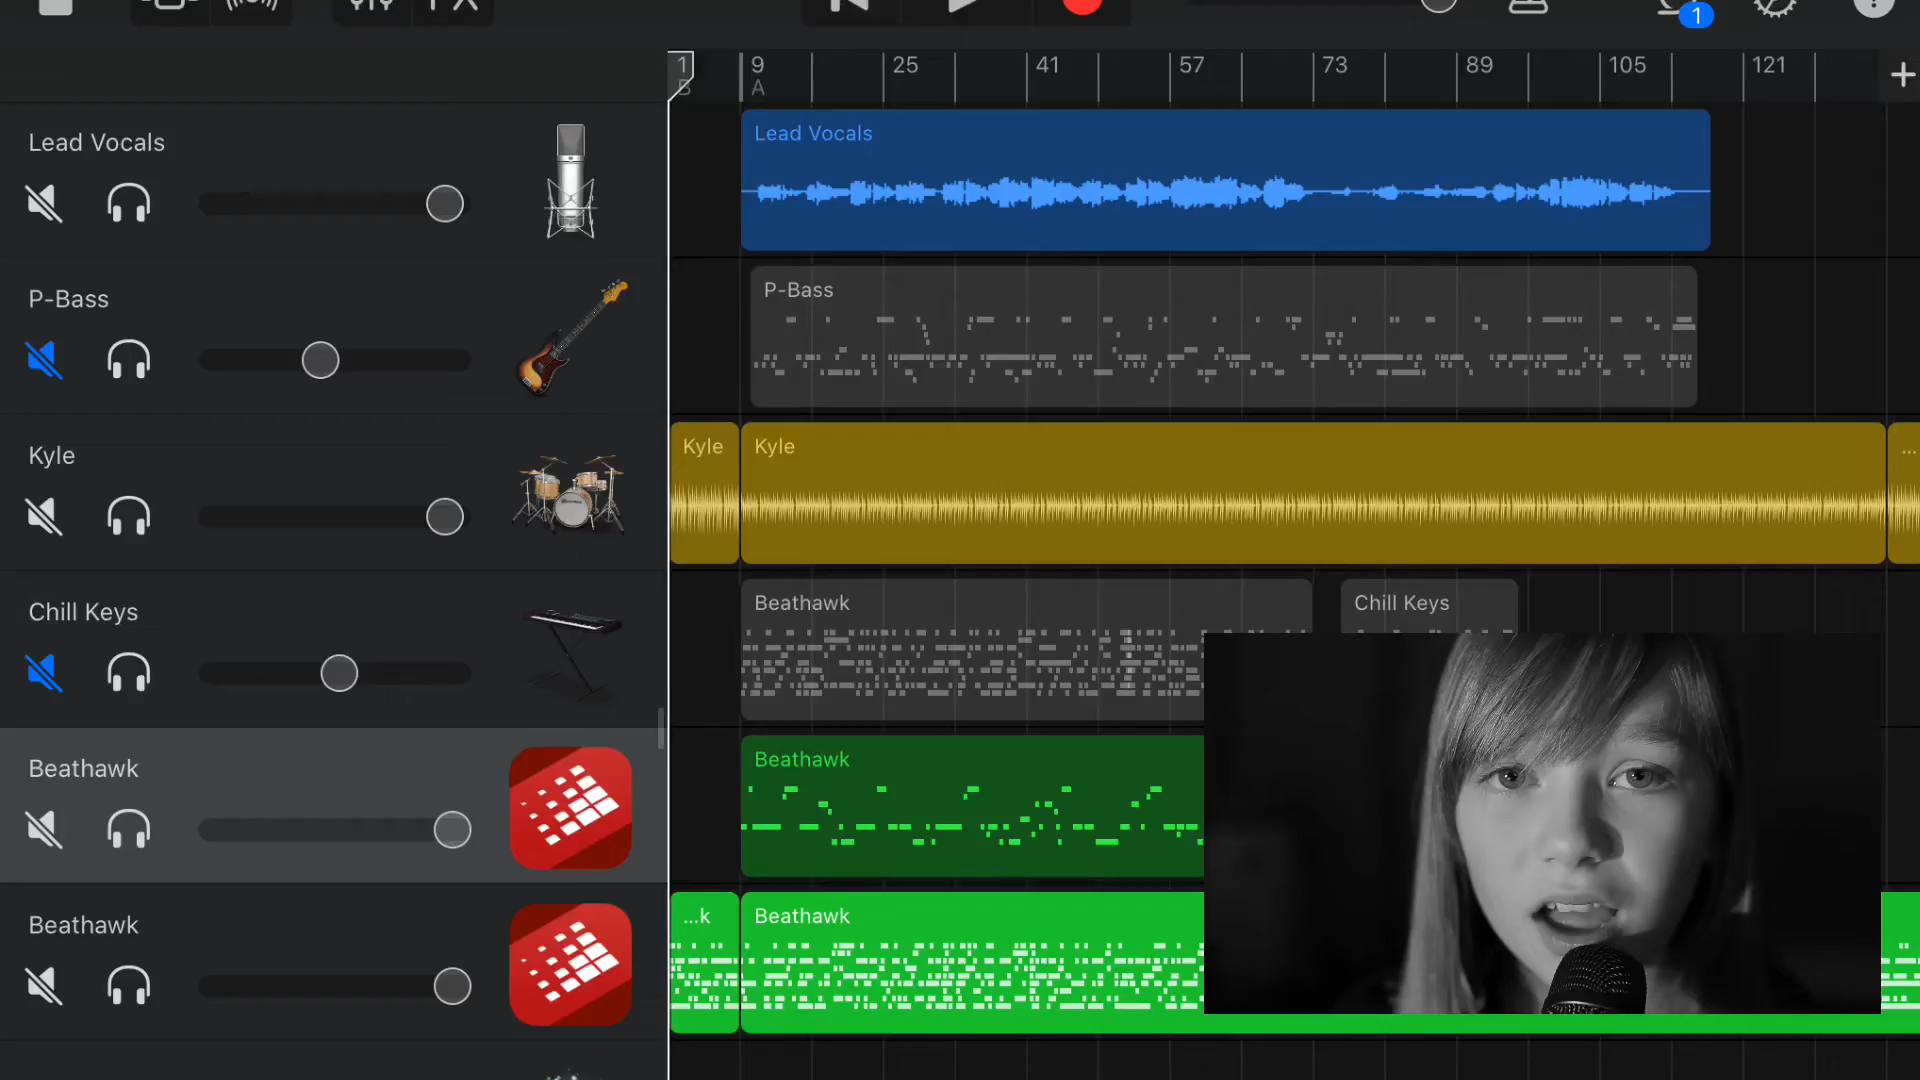 FX
1
1
B
9
A
25
41
57
73
89
105
121
+
Lead Vocals
Lead Vocals
P-Bass
P-Bass
Kyle
Kyle
Kyle
...
Chill Keys
Beathawk
Chill Keys
Beathawk
Beathawk
Beathawk
...k
Beathawk